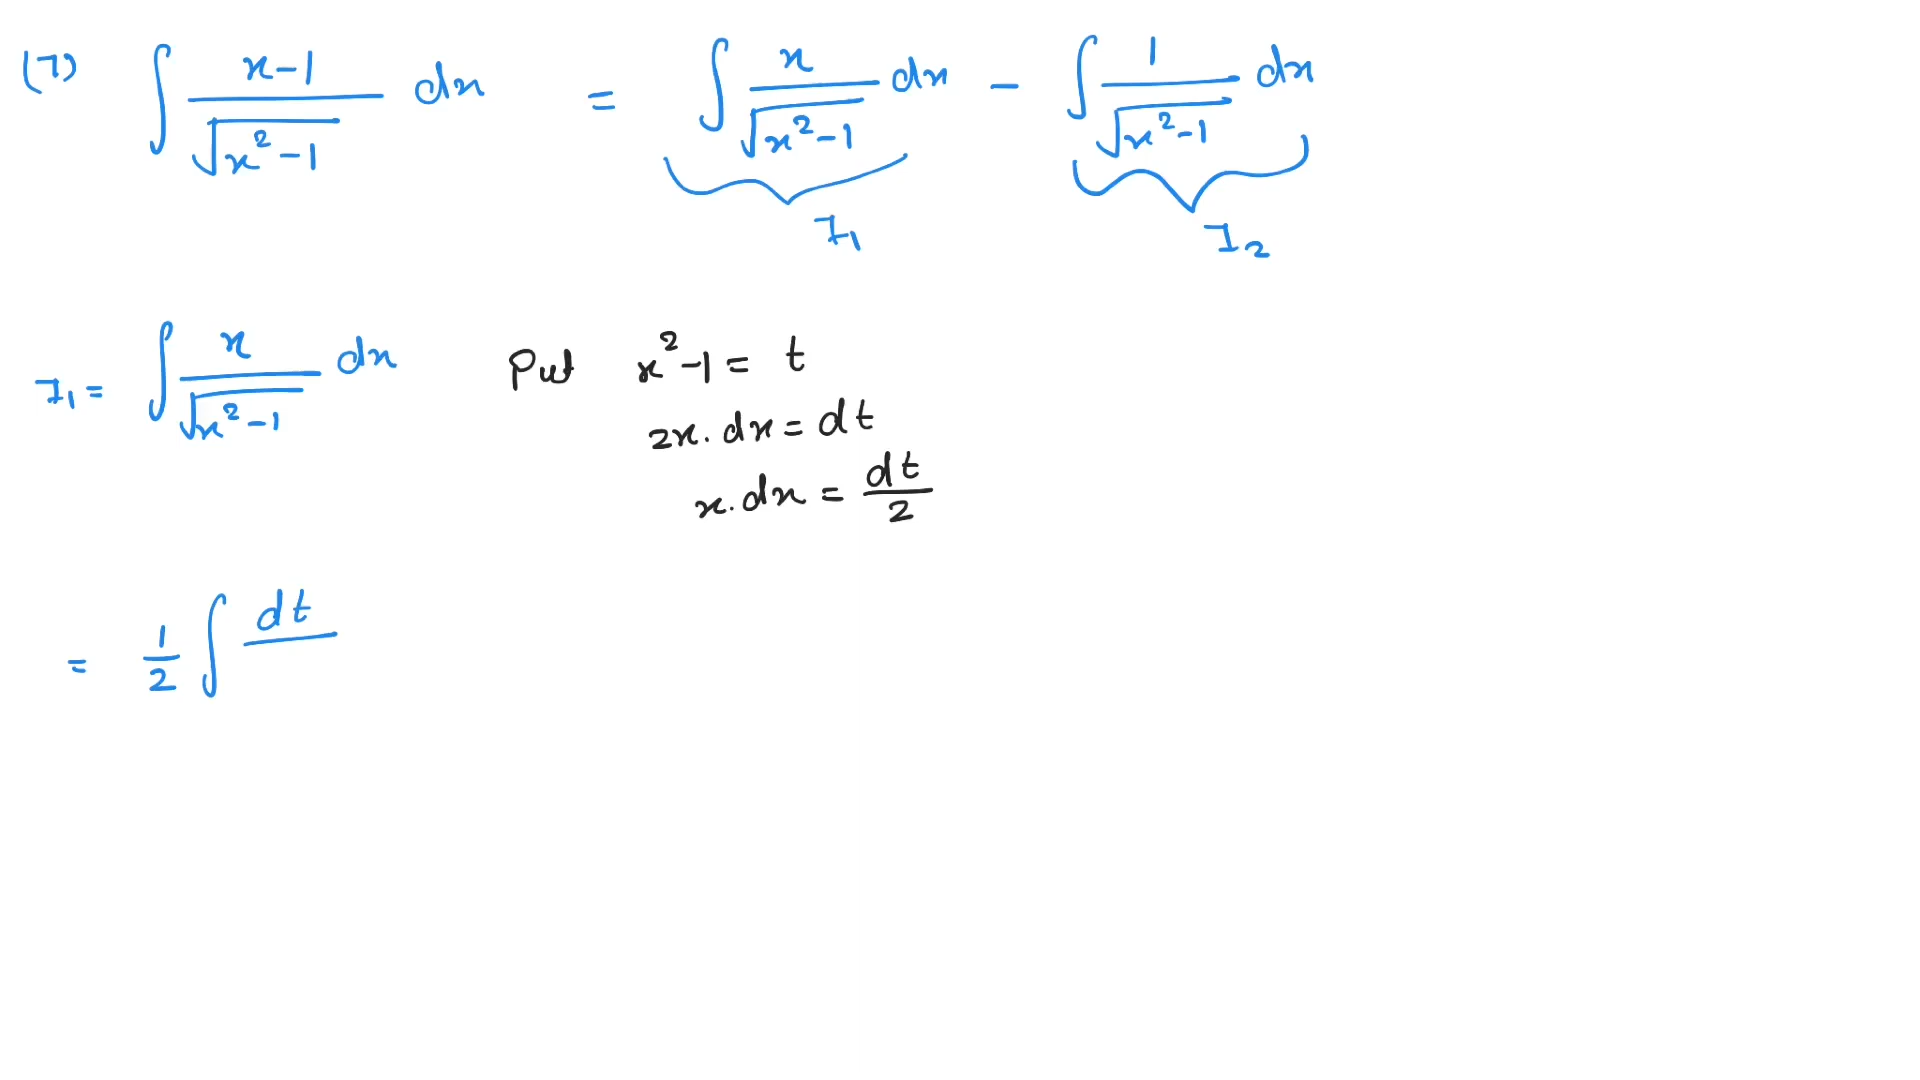 (7) ∫ x-1 / √(x²-1) dx = ∫ x / √(x²-1) dx - ∫ 1 / √(x²-1) dx
I₁ I₂
I₁ = ∫ x / √(x²-1) dx Put x²-1 = t
2x. dx = dt
x. dx = dt/2
= 1/2 ∫ dt